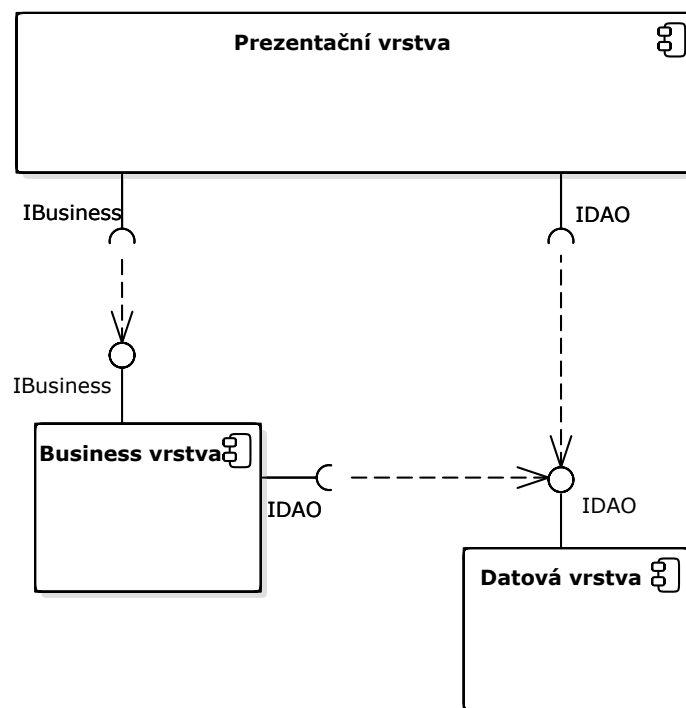 Prezentační vrstva
IBusiness
IDAO
IBusiness
Business vrstva
IDAO
IDAO
Datová vrstva